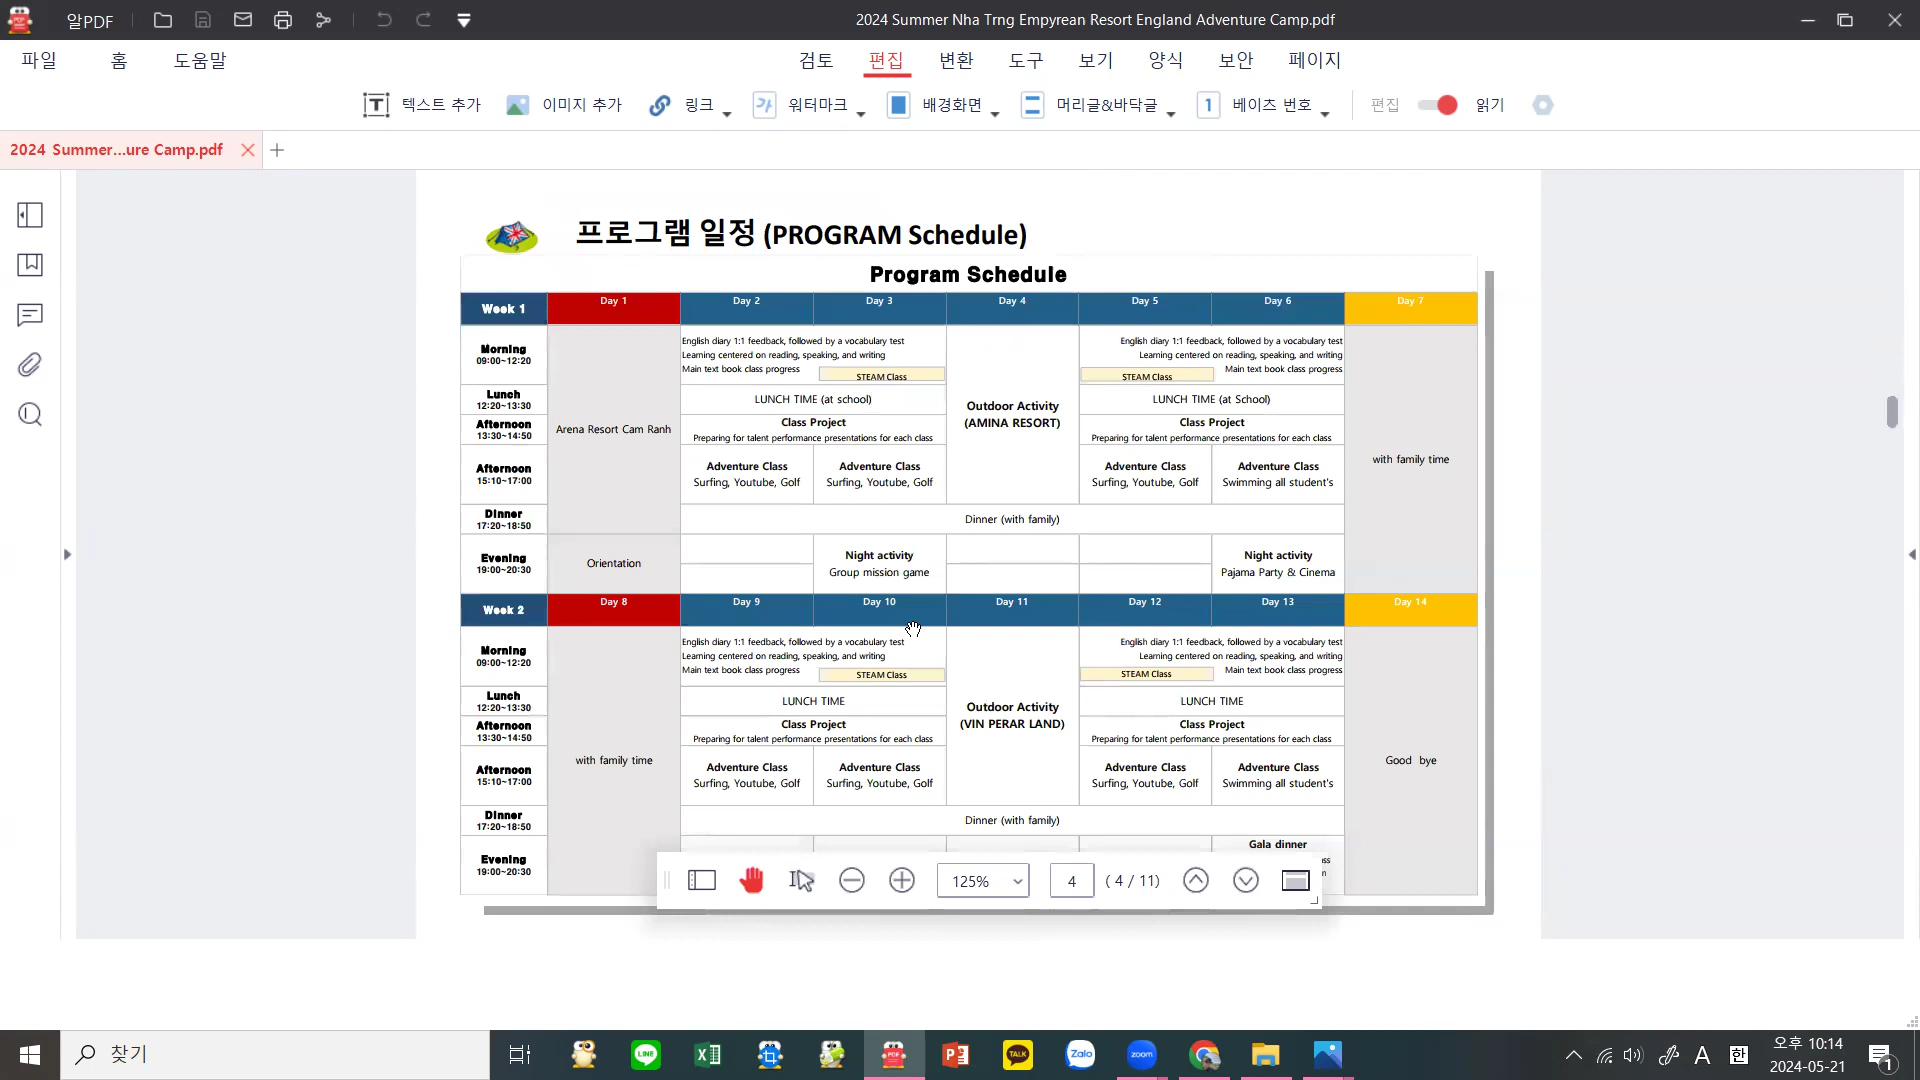 알PDF
2024 Summer Nha Trng Empyrean Resort England Adventure Camp.pdf
파일 홈 도움말 검토 편집 변환 도구 보기 양식 보안 페이지
텍스트 추가 이미지 추가 링크 워터마크 배경화면 머리글&바닥글 베이츠 번호 편집 읽기
2024 Summer...ure Camp.pdf
프로그램 일정 (PROGRAM Schedule)
Program Schedule
Week 1 Day 1 Day 2 Day 3 Day 4 Day 5 Day 6 Day 7
Morning
09:00~12:20
English diary 1:1 feedback, followed by a vocabulary test
Learning centered on reading, speaking, and writing
Main text book class progress
STEAM Class
English diary 1:1 feedback, followed by a vocabulary test
Learning centered on reading, speaking, and writing
STEAM Class
Main text book class progress
Lunch
12:20~13:30
LUNCH TIME (at school)
LUNCH TIME (at School)
Arena Resort Cam Ranh
Outdoor Activity
(AMINA RESORT)
with family time
Afternoon
13:30~14:50
Class Project
Preparing for talent performance presentations for each class
Class Project
Preparing for talent performance presentations for each class
Afternoon
15:10~17:00
Adventure Class
Surfing, Youtube, Golf
Adventure Class
Surfing, Youtube, Golf
Adventure Class
Surfing, Youtube, Golf
Adventure Class
Swimming all student's
Dinner
17:20~18:50
Dinner (with family)
Evening
19:00~20:30
Orientation
Night activity
Group mission game
Night activity
Pajama Party & Cinema
Week 2 Day 8 Day 9 Day 10 Day 11 Day 12 Day 13 Day 14
Morning
09:00~12:20
English diary 1:1 feedback, followed by a vocabulary test
Learning centered on reading, speaking, and writing
Main text book class progress
STEAM Class
English diary 1:1 feedback, followed by a vocabulary test
Learning centered on reading, speaking, and writing
STEAM Class
Main text book class progress
Lunch
12:20~13:30
LUNCH TIME
LUNCH TIME
with family time
Outdoor Activity
(VIN PERAR LAND)
Good bye
Afternoon
13:30~14:50
Class Project
Preparing for talent performance presentations for each class
Class Project
Preparing for talent performance presentations for each class
Afternoon
15:10~17:00
Adventure Class
Surfing, Youtube, Golf
Adventure Class
Surfing, Youtube, Golf
Adventure Class
Surfing, Youtube, Golf
Adventure Class
Swimming all student's
Dinner
17:20~18:50
Dinner (with family)
Evening
19:00~20:30
Gala dinner
125% 4 ( 4 / 11)
찾기
LINE
PDF
TALK
Zalo
zoom
A 한
오후 10:14
2024-05-21
1